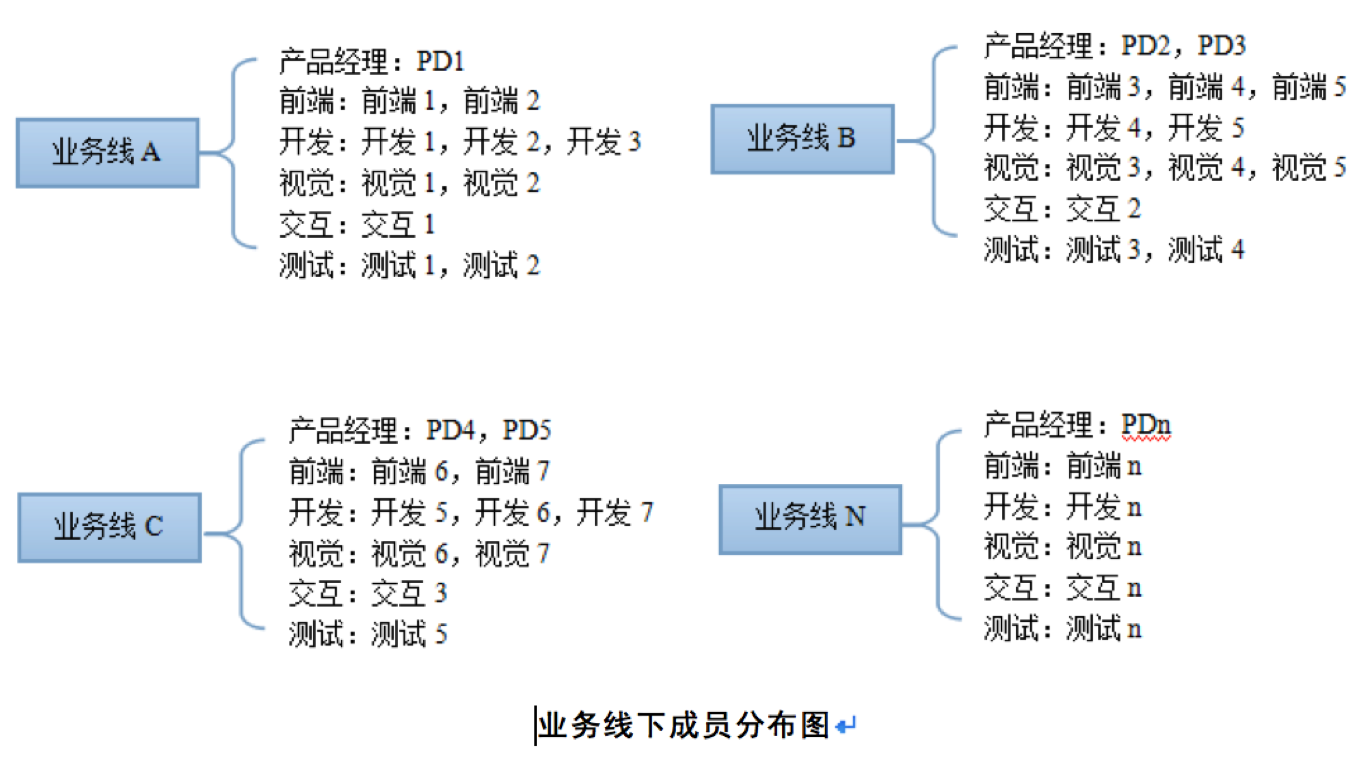 业务线 A
产品经理：PD1
前端：前端 1，前端 2
开发：开发 1，开发 2，开发 3
视觉：视觉 1，视觉 2
交互：交互 1
测试：测试 1，测试 2
业务线 B
产品经理：PD2，PD3
前端：前端 3，前端 4，前端 5
开发：开发 4，开发 5
视觉：视觉 3，视觉 4，视觉 5
交互：交互 2
测试：测试 3，测试 4
业务线 C
产品经理：PD4，PD5
前端：前端 6，前端 7
开发：开发 5，开发 6，开发 7
视觉：视觉 6，视觉 7
交互：交互 3
测试：测试 5
业务线 N
产品经理：PDn
前端：前端 n
开发：开发 n
视觉：视觉 n
交互：交互 n
测试：测试 n
业务线下成员分布图